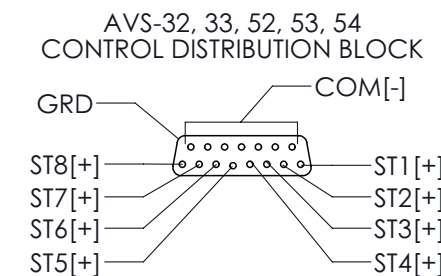 AVS-32, 33, 52, 53, 54
CONTROL DISTRIBUTION BLOCK
COM[-]
GRD
ST8[+]
ST1[+]
ST7[+]
ST2[+]
ST6[+]
ST3[+]
ST5[+]
ST4[+]